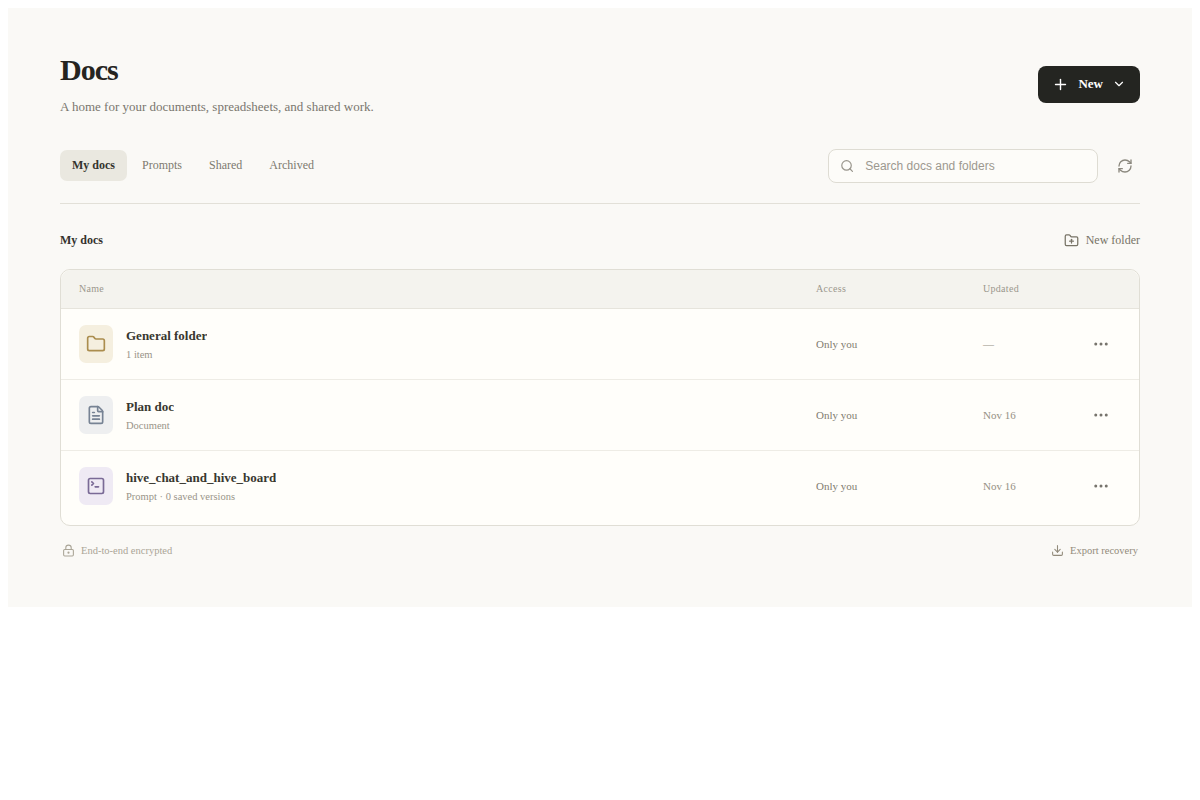 Docs
A home for your documents, spreadsheets, and shared work.
New
My docs Prompts Shared Archived
Search docs and folders
My docs
New folder
Name Access Updated
General folder
1 item
Only you —
Plan doc
Document
Only you Nov 16
hive_chat_and_hive_board
Prompt · 0 saved versions
Only you Nov 16
End-to-end encrypted
Export recovery